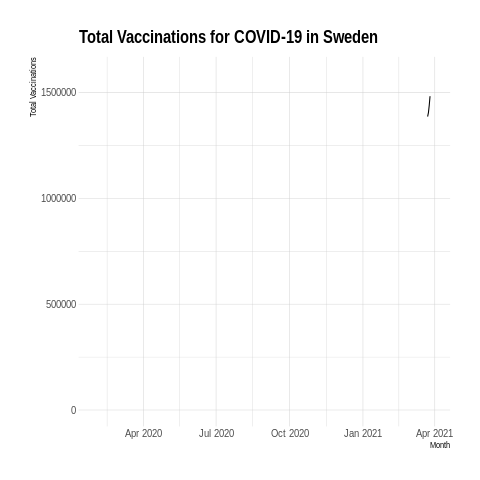 Total Vaccinations for COVID-19 in Sweden
Total Vaccinations
1500000
1000000
500000
0
Apr 2020 Jul 2020 Oct 2020 Jan 2021 Apr 2021
Month